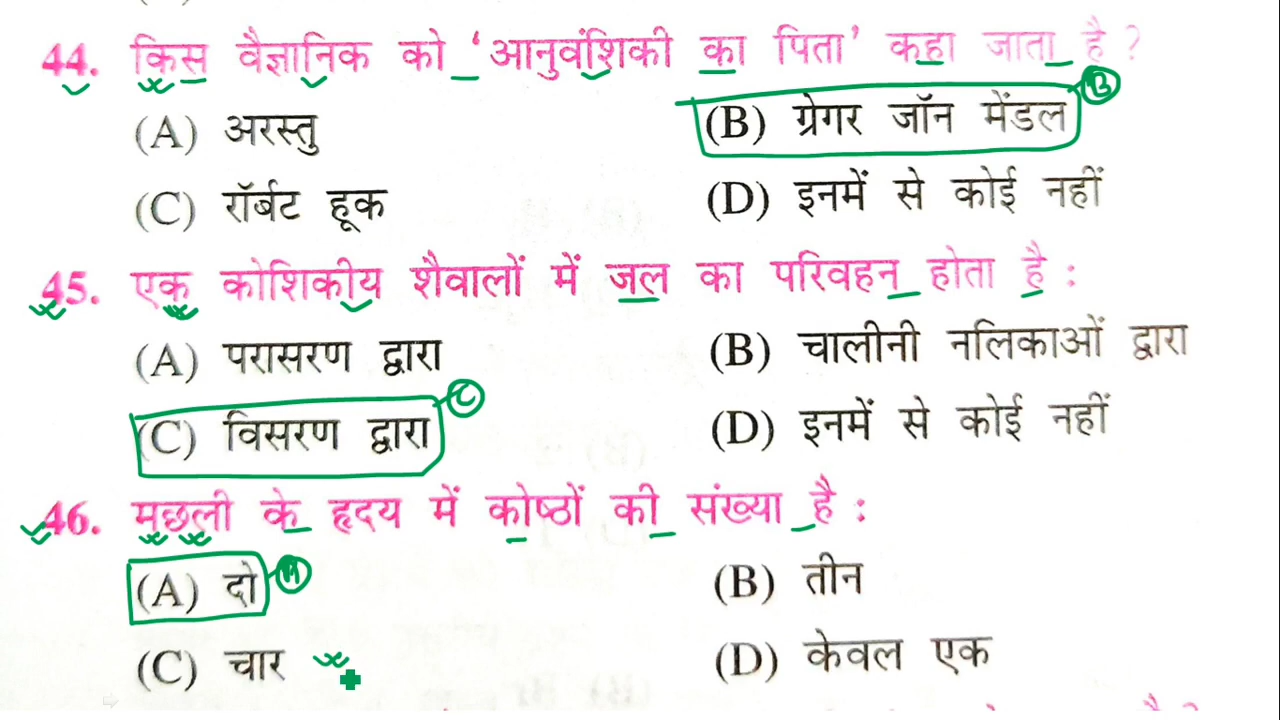 44. किस वैज्ञानिक को ‘आनुवंशिकी का पिता’ कहा जाता है ?
(A) अरस्तु (B) ग्रेगर जॉन मेंडल B
(C) रॉर्बट हूक (D) इनमें से कोई नहीं
45. एक कोशिकीय शैवालों में जल का परिवहन होता है :
(A) परासरण द्वारा (B) चालीनी नलिकाओं द्वारा
(C) विसरण द्वारा C (D) इनमें से कोई नहीं
46. मछली के हृदय में कोष्ठों की संख्या है :
(A) दो A (B) तीन
(C) चार (D) केवल एक